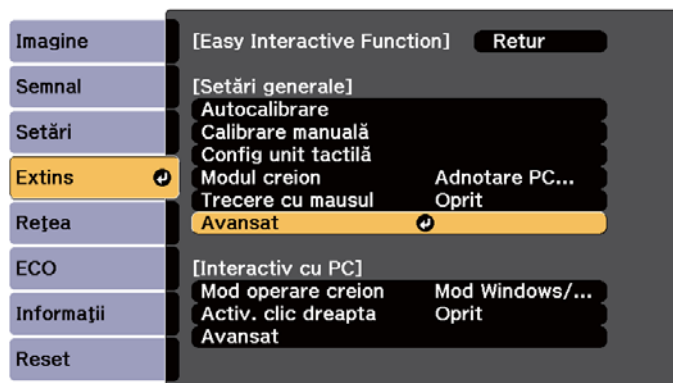 Imagine
Semnal
Setări
Extins
Rețea
ECO
Informații
Reset
[Easy Interactive Function] Retur
[Setări generale]
Autocalibrare
Calibrare manuală
Config unit tactilă
Modul creion Adnotare PC...
Trecere cu mausul Oprit
Avansat
[Interactiv cu PC]
Mod operare creion Mod Windows/...
Activ. clic dreapta Oprit
Avansat